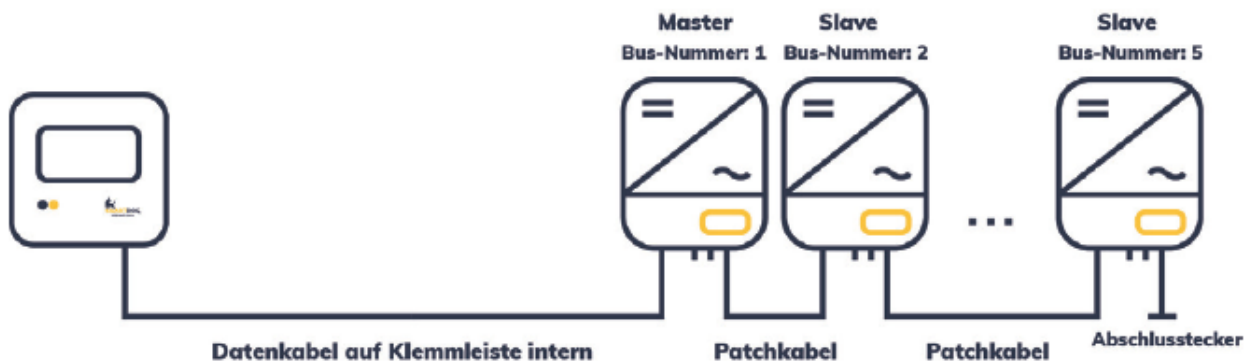 Master
Slave
Slave
Bus-Nummer: 1
Bus-Nummer: 2
Bus-Nummer: 5
...
Abschlusstecker
Datenkabel auf Klemmleiste intern
Patchkabel
Patchkabel